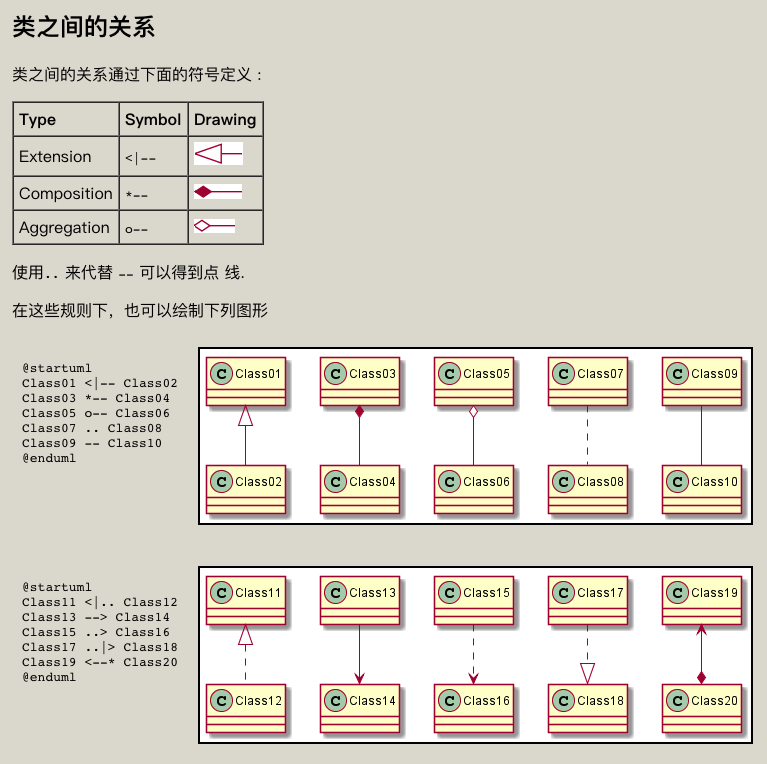 类之间的关系
类之间的关系通过下面的符号定义：
Type Symbol Drawing
Extension <|--
Composition *--
Aggregation o--
使用.. 来代替 -- 可以得到点 线.
在这些规则下，也可以绘制下列图形
@startuml
Class01 <|-- Class02
Class03 *-- Class04
Class05 o-- Class06
Class07 .. Class08
Class09 -- Class10
@enduml
C Class01 C Class03 C Class05 C Class07 C Class09
C Class02 C Class04 C Class06 C Class08 C Class10
@startuml
Class11 <|.. Class12
Class13 --> Class14
Class15 ..> Class16
Class17 ..|> Class18
Class19 <--* Class20
@enduml
C Class11 C Class13 C Class15 C Class17 C Class19
C Class12 C Class14 C Class16 C Class18 C Class20